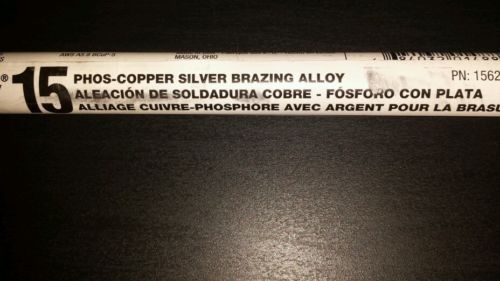 AWS A5.8 BCuP-5
MASON, OHIO
® 15 PHOS-COPPER SILVER BRAZING ALLOY
PN: 1562
ALEACIÓN DE SOLDADURA COBRE - FÓSFORO CON PLATA
ALLIAGE CUIVRE-PHOSPHORE AVEC ARGENT POUR LA